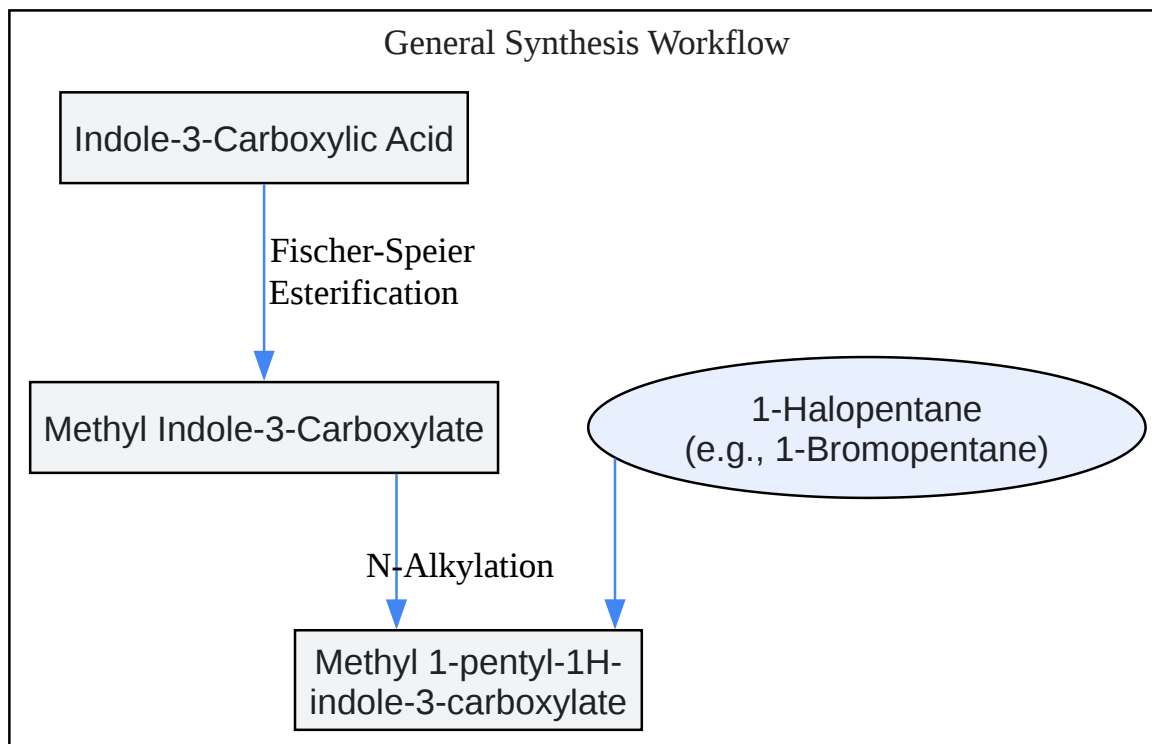 General Synthesis Workflow
Indole-3-Carboxylic Acid
Fischer-Speier
Esterification
Methyl Indole-3-Carboxylate
1-Halopentane
(e.g., 1-Bromopentane)
N-Alkylation
Methyl 1-pentyl-1H-
indole-3-carboxylate